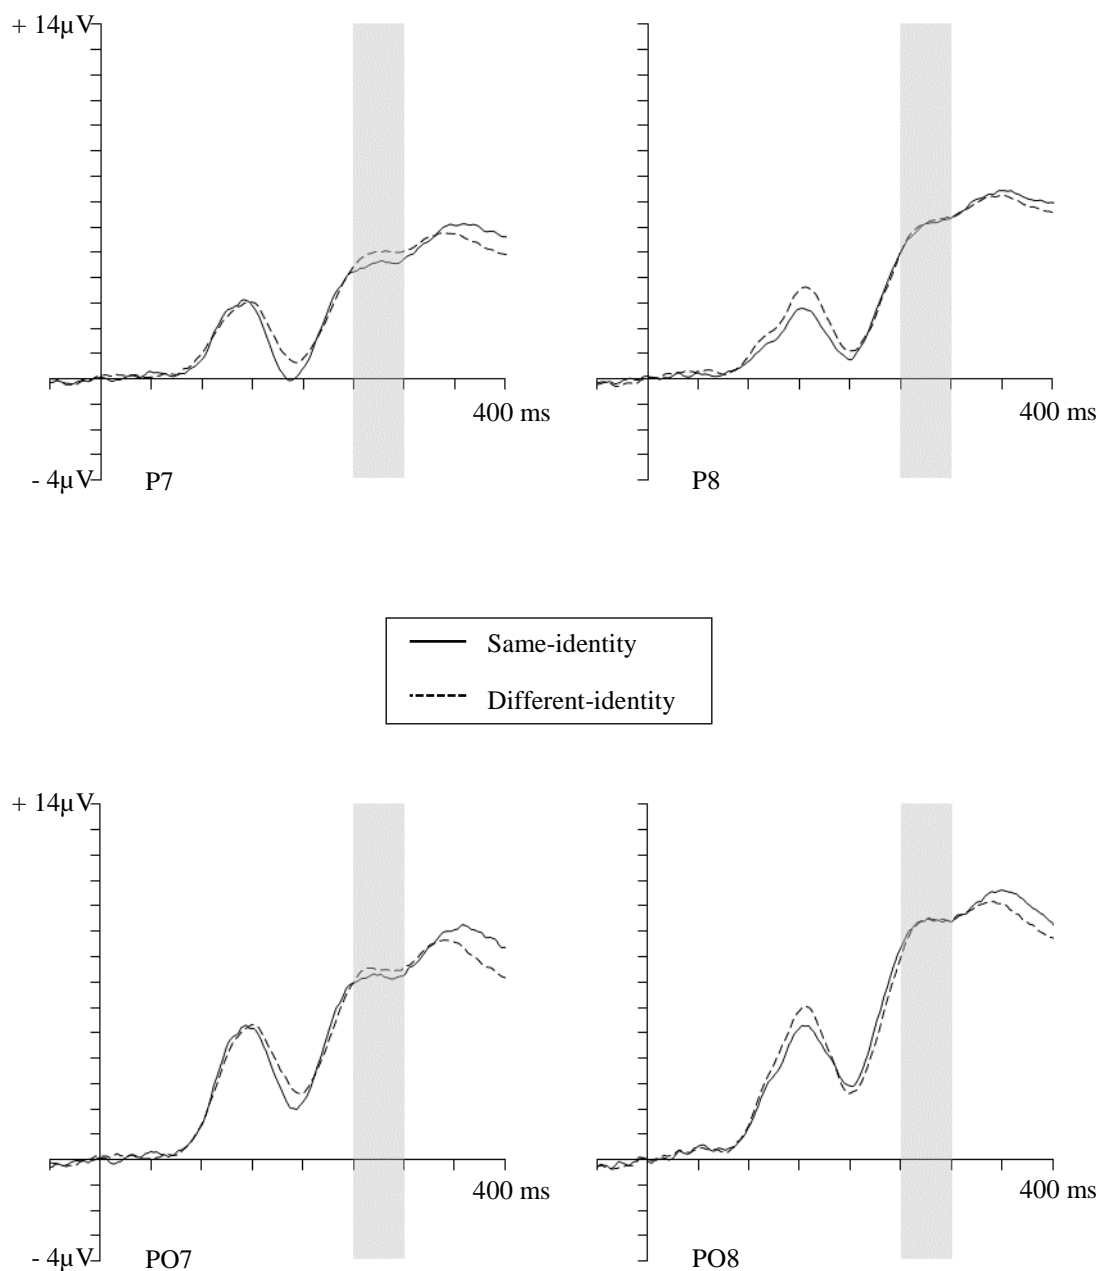 + 14µV
400 ms
- 4µV
P7
400 ms
P8
Same-identity
Different-identity
+ 14µV
400 ms
- 4µV
PO7
400 ms
PO8